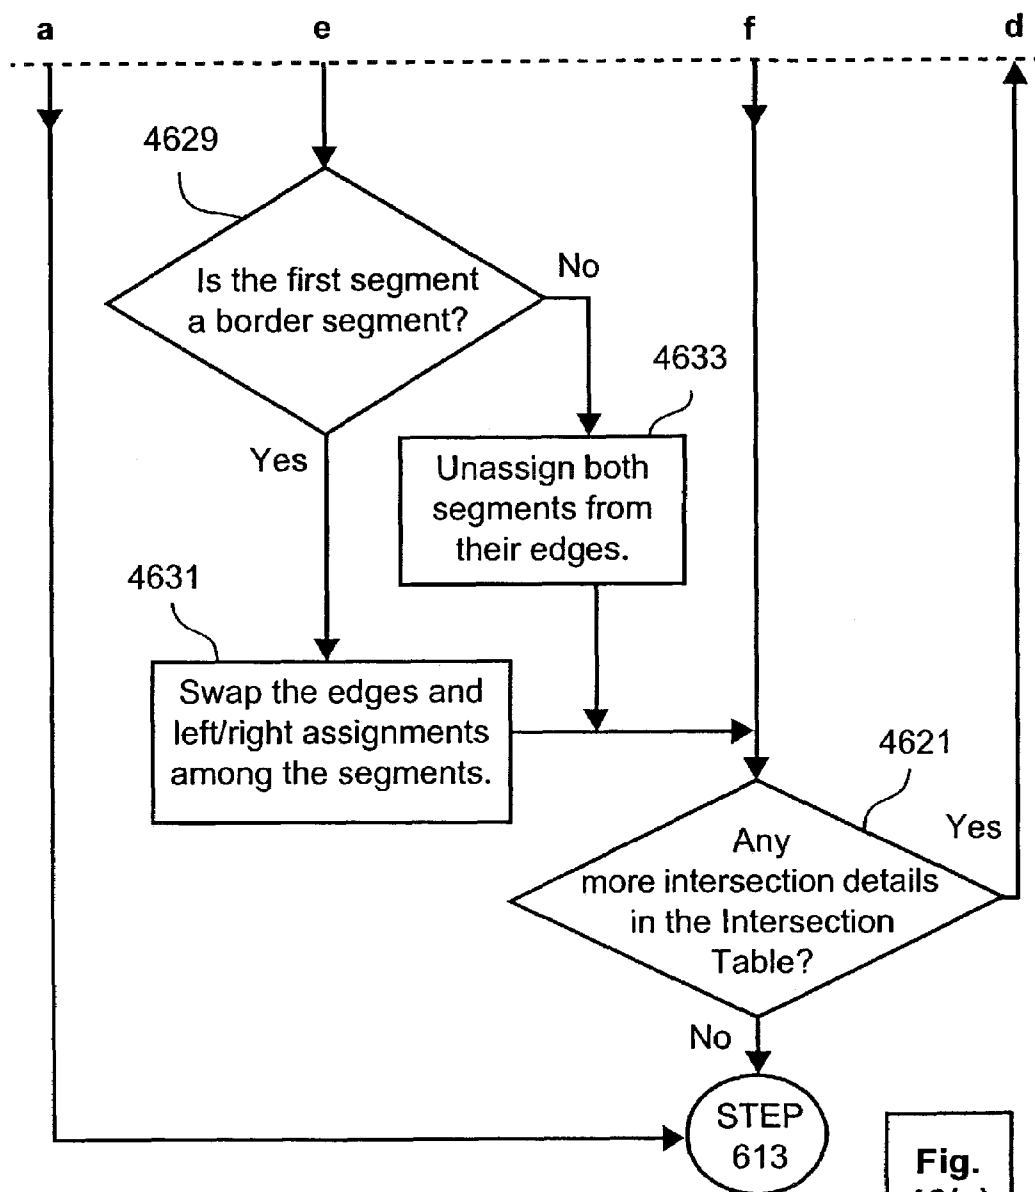 a e f d
4629
Is the first segment
a border segment?
No
4633
Yes
Unassign both
segments from
their edges.
4631
Swap the edges and
left/right assignments
among the segments.
4621
Yes
Any
more intersection details
in the Intersection
Table?
No
STEP
613
Fig.